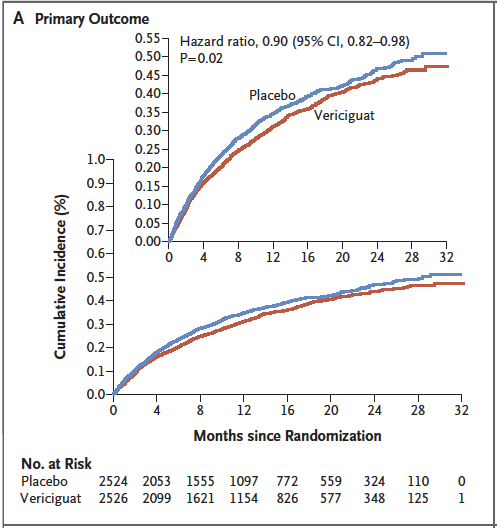 A Primary Outcome
0.55
0.50
0.45
0.40
0.35
0.30
0.25
0.20
0.15
0.10
0.05
0.00
Hazard ratio, 0.90 (95% CI, 0.82–0.98)
P=0.02
Placebo
Vericiguat
0 4 8 12 16 20 24 28 32
Cumulative Incidence (%)
1.0
0.9
0.8
0.7
0.6
0.5
0.4
0.3
0.2
0.1
0.0
0 4 8 12 16 20 24 28 32
Months since Randomization
No. at Risk
Placebo 2524 2053 1555 1097 772 559 324 110 0
Vericiguat 2526 2099 1621 1154 826 577 348 125 1